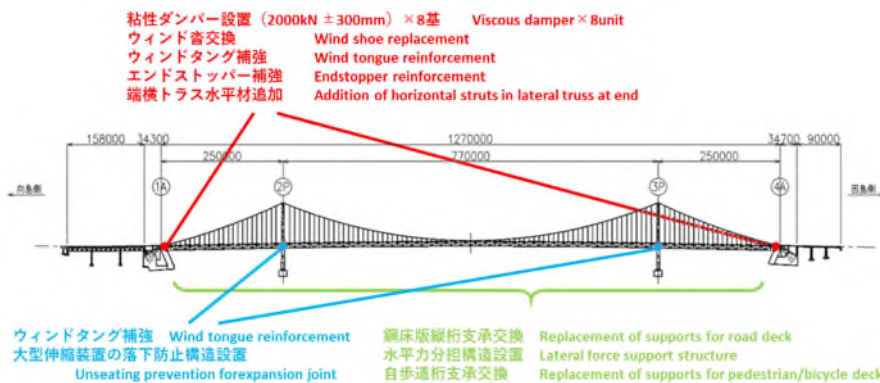 粘性ダンパー設置（2000kN ±300mm）×8基 Viscous damper×8unit
ウィンド沓交換 Wind shoe replacement
ウィンドタング補強 Wind tongue reinforcement
エンドストッパー補強 Endstopper reinforcement
端横トラス水平材追加 Addition of horizontal struts in lateral truss at end
158000 34300 1270000 34700 90000
250000 770000 250000
向島側 1A 2P 3P 4A 因島側
ウィンドタング補強 Wind tongue reinforcement
大型伸縮装置の落下防止構造設置
Unseating prevention forexpansion joint
鋼床版縦桁支承交換 Replacement of supports for road deck
水平力分担構造設置 Lateral force support structure
自歩道桁支承交換 Replacement of supports for pedestrian/bicycle deck